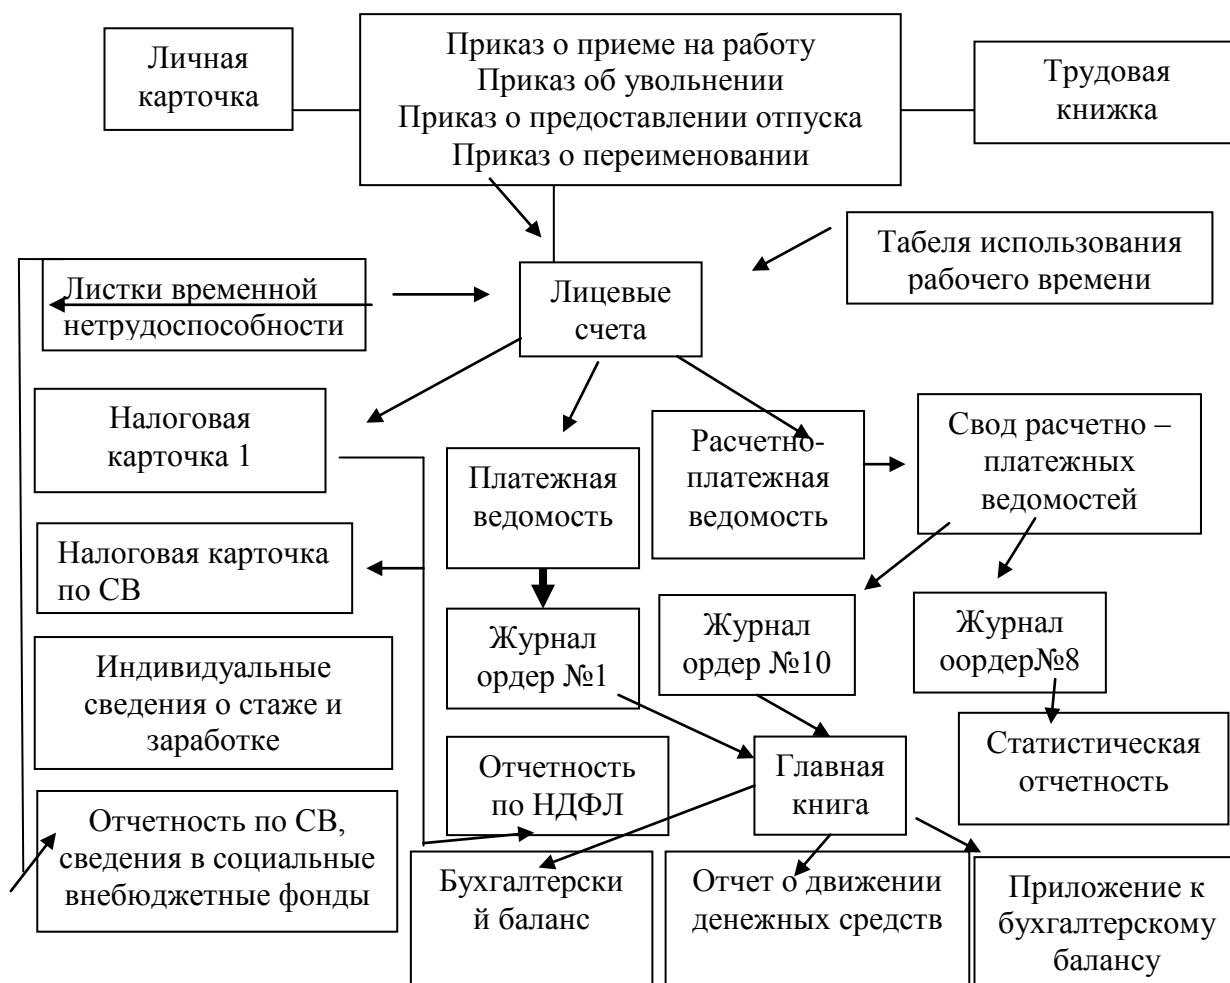 Личная
карточка
Приказ о приеме на работу
Приказ об увольнении
Приказ о предоставлении отпуска
Приказ о переименовании
Трудовая
книжка
Табеля использования
рабочего времени
Листки временной
нетрудоспособности
Лицевые
счета
Налоговая
карточка 1
Платежная
ведомость
Расчетно-
платежная
ведомость
Свод расчетно –
платежных
ведомостей
Налоговая карточка
по СВ
Журнал
ордер №1
Журнал
ордер №10
Журнал
оордер№8
Индивидуальные
сведения о стаже и
заработке
Отчетность
по НДФЛ
Главная
книга
Статистическая
отчетность
Отчетность по СВ,
сведения в социальные
внебюджетные фонды
Бухгалтерски
й баланс
Отчет о движении
денежных средств
Приложение к
бухгалтерскому
балансу